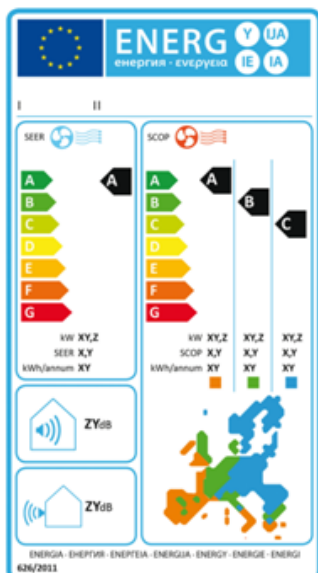 ENERG Y IJA
енергия · ενεργεια IE IA
I II
SEER
A A
B
C
D
E
F
G
kW XY,Z
SEER X,Y
kWh/annum XY
SCOP
A A
B B
C C
D
E
F
G
kW XY,Z XY,Z XY,Z
SCOP X,Y X,Y X,Y
kWh/annum XY XY XY
ZYdB
ZYdB
ENERGIA · ЕНЕРГИЯ · ΕΝΕΡΓΕΙΑ · ENERGIJA · ENERGY · ENERGIE · ENERGI
626/2011